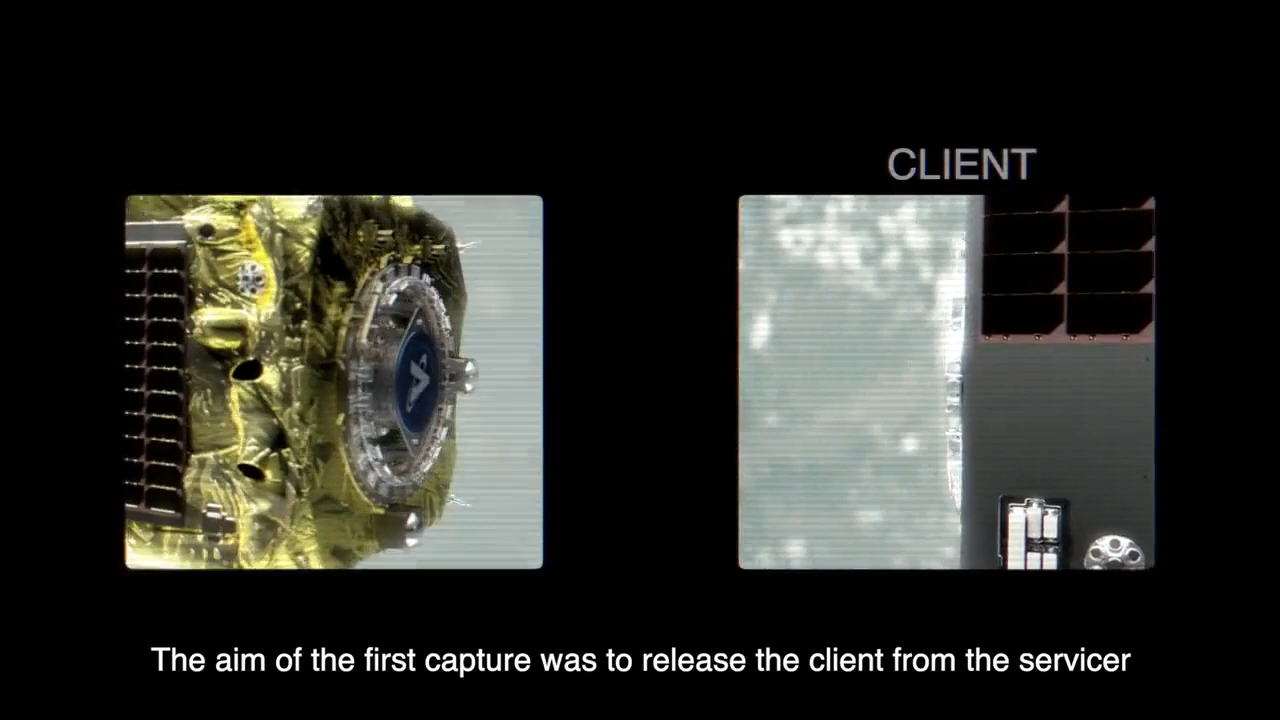 CLIENT
The aim of the first capture was to release the client from the servicer